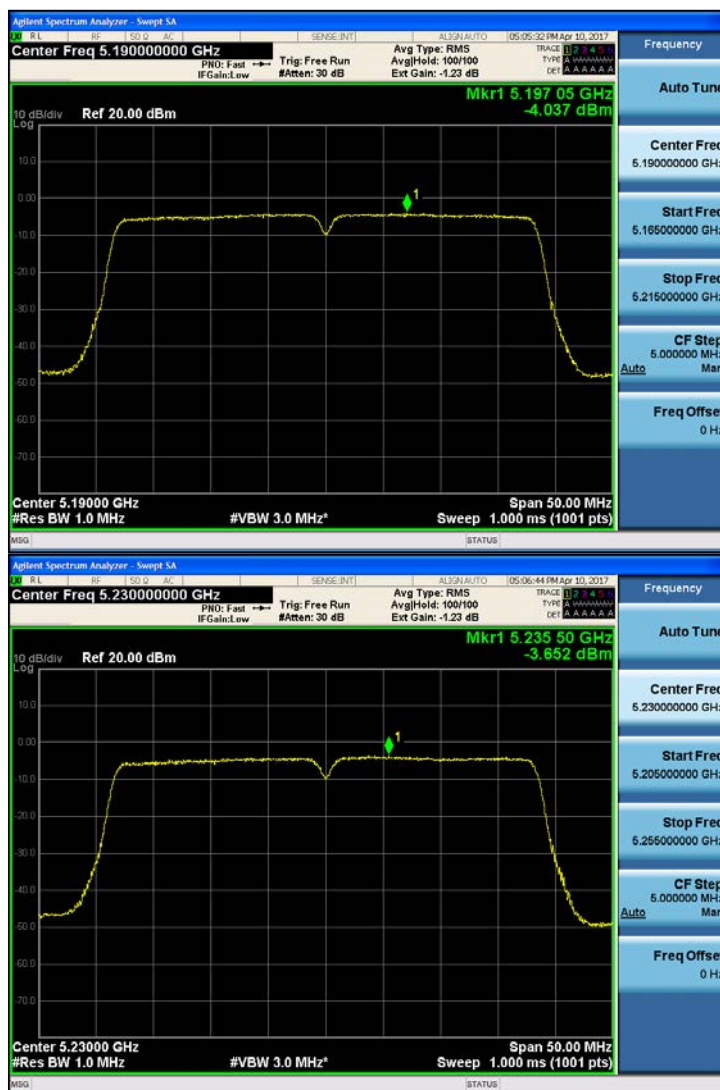 Agilent Spectrum Analyzer - Swept SA
RL RF 50 Ω AC SENSE:INT ALIGN AUTO 05:05:32 PM Apr 10, 2017
Center Freq 5.190000000 GHz
PNO: Fast
IFGain:Low
Trig: Free Run
#Atten: 30 dB
Avg Type: RMS
Avg|Hold: 100/100
Ext Gain: -1.23 dB
TRACE 1 2 3 4 5 6
TYPE A
DET A A A A A A
Mkr1 5.197 05 GHz
-4.037 dBm
10 dB/div Ref 20.00 dBm
Log
10.0
0.00
-10.0
-20.0
-30.0
-40.0
-50.0
-60.0
-70.0
1
Center 5.19000 GHz
#Res BW 1.0 MHz
#VBW 3.0 MHz*
Span 50.00 MHz
Sweep 1.000 ms (1001 pts)
MSG STATUS
Frequency
Auto Tune
Center Freq
5.190000000 GHz
Start Freq
5.165000000 GHz
Stop Freq
5.215000000 GHz
CF Step
5.000000 MHz
Auto Man
Freq Offset
0 Hz
Agilent Spectrum Analyzer - Swept SA
RL RF 50 Ω AC SENSE:INT ALIGN AUTO 05:06:44 PM Apr 10, 2017
Center Freq 5.230000000 GHz
PNO: Fast
IFGain:Low
Trig: Free Run
#Atten: 30 dB
Avg Type: RMS
Avg|Hold: 100/100
Ext Gain: -1.23 dB
TRACE 1 2 3 4 5 6
TYPE A
DET A A A A A A
Mkr1 5.235 50 GHz
-3.652 dBm
10 dB/div Ref 20.00 dBm
Log
10.0
0.00
-10.0
-20.0
-30.0
-40.0
-50.0
-60.0
-70.0
1
Center 5.23000 GHz
#Res BW 1.0 MHz
#VBW 3.0 MHz*
Span 50.00 MHz
Sweep 1.000 ms (1001 pts)
MSG STATUS
Frequency
Auto Tune
Center Freq
5.230000000 GHz
Start Freq
5.205000000 GHz
Stop Freq
5.255000000 GHz
CF Step
5.000000 MHz
Auto Man
Freq Offset
0 Hz